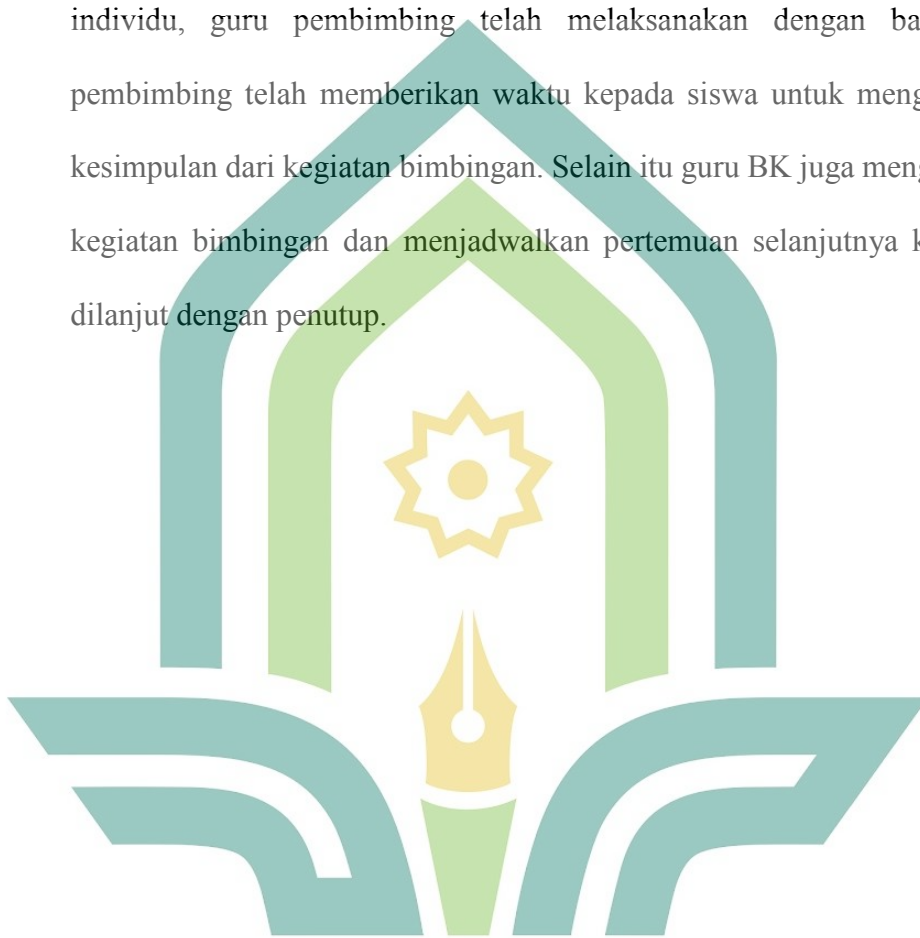 individu, guru pembimbing telah melaksanakan dengan ba
pembimbing telah memberikan waktu kepada siswa untuk meng
kesimpulan dari kegiatan bimbingan. Selain itu guru BK juga meng
kegiatan bimbingan dan menjadwalkan pertemuan selanjutnya k
dilanjut dengan penutup.